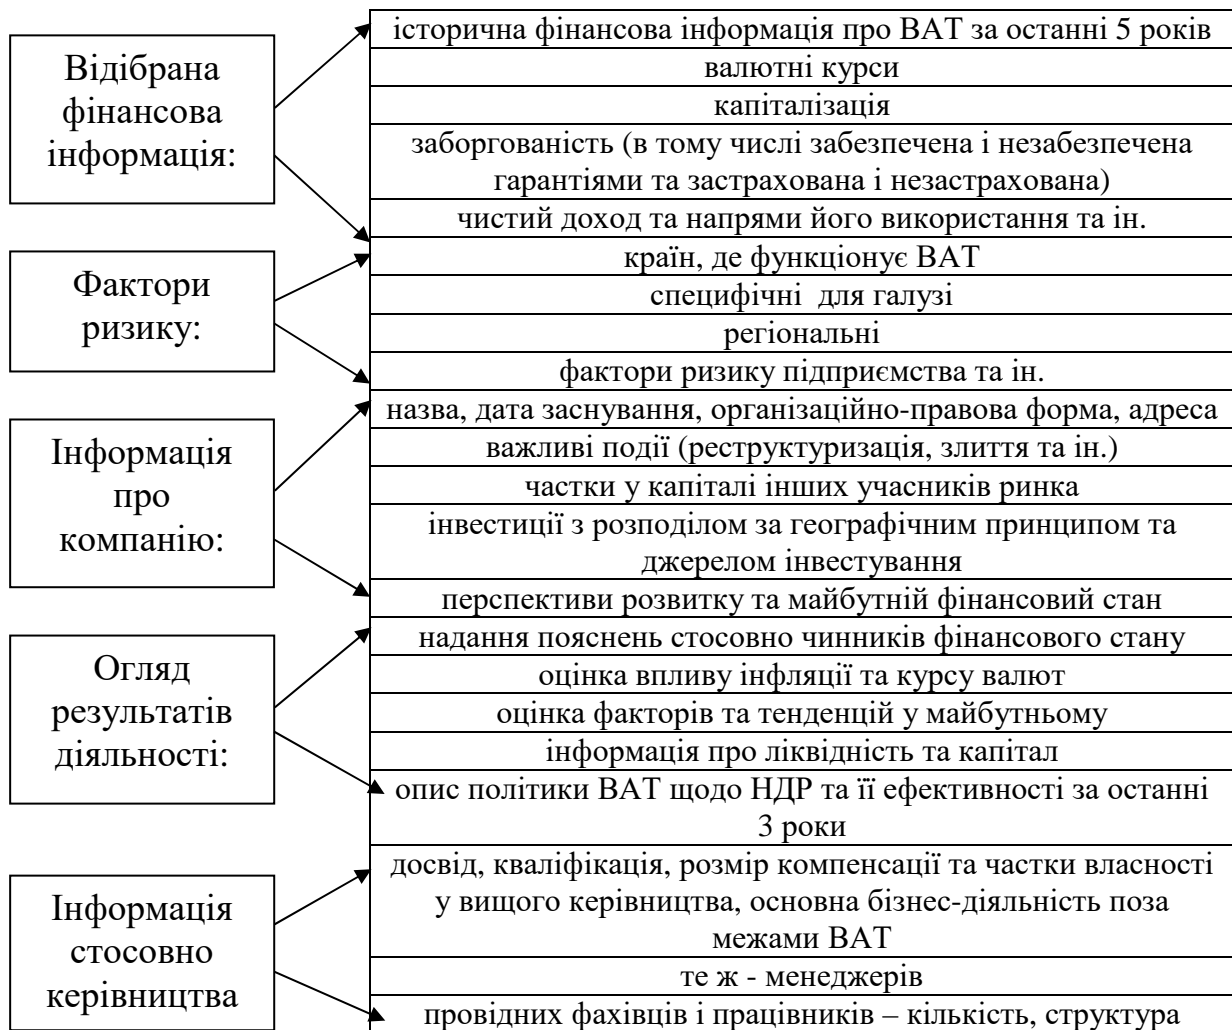 Відібрана
фінансова
інформація:
історична фінансова інформація про ВАТ за останні 5 років
валютні курси
капіталізація
заборгованість (в тому числі забезпечена і незабезпечена
гарантіями та застрахована і незастрахована)
чистий доход та напрями його використання та ін.
Фактори
ризику:
країн, де функціонує ВАТ
специфічні для галузі
регіональні
фактори ризику підприємства та ін.
Інформація
про
компанію:
назва, дата заснування, організаційно-правова форма, адреса
важливі події (реструктуризація, злиття та ін.)
частки у капіталі інших учасників ринка
інвестиції з розподілом за географічним принципом та
джерелом інвестування
перспективи розвитку та майбутній фінансовий стан
Огляд
результатів
діяльності:
надання пояснень стосовно чинників фінансового стану
оцінка впливу інфляції та курсу валют
оцінка факторів та тенденцій у майбутньому
інформація про ліквідність та капітал
опис політики ВАТ щодо НДР та її ефективності за останні
3 роки
Інформація
стосовно
керівництва
досвід, кваліфікація, розмір компенсації та частки власності
у вищого керівництва, основна бізнес-діяльність поза
межами ВАТ
те ж - менеджерів
провідних фахівців і працівників – кількість, структура